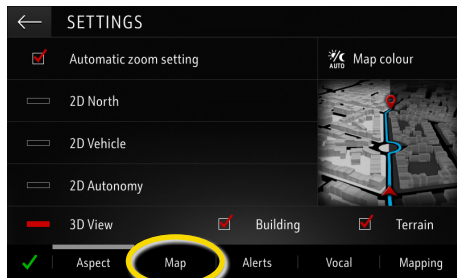 SETTINGS
Automatic zoom setting
AUTO Map colour
2D North
2D Vehicle
2D Autonomy
3D View Building Terrain
Aspect Map Alerts Vocal Mapping